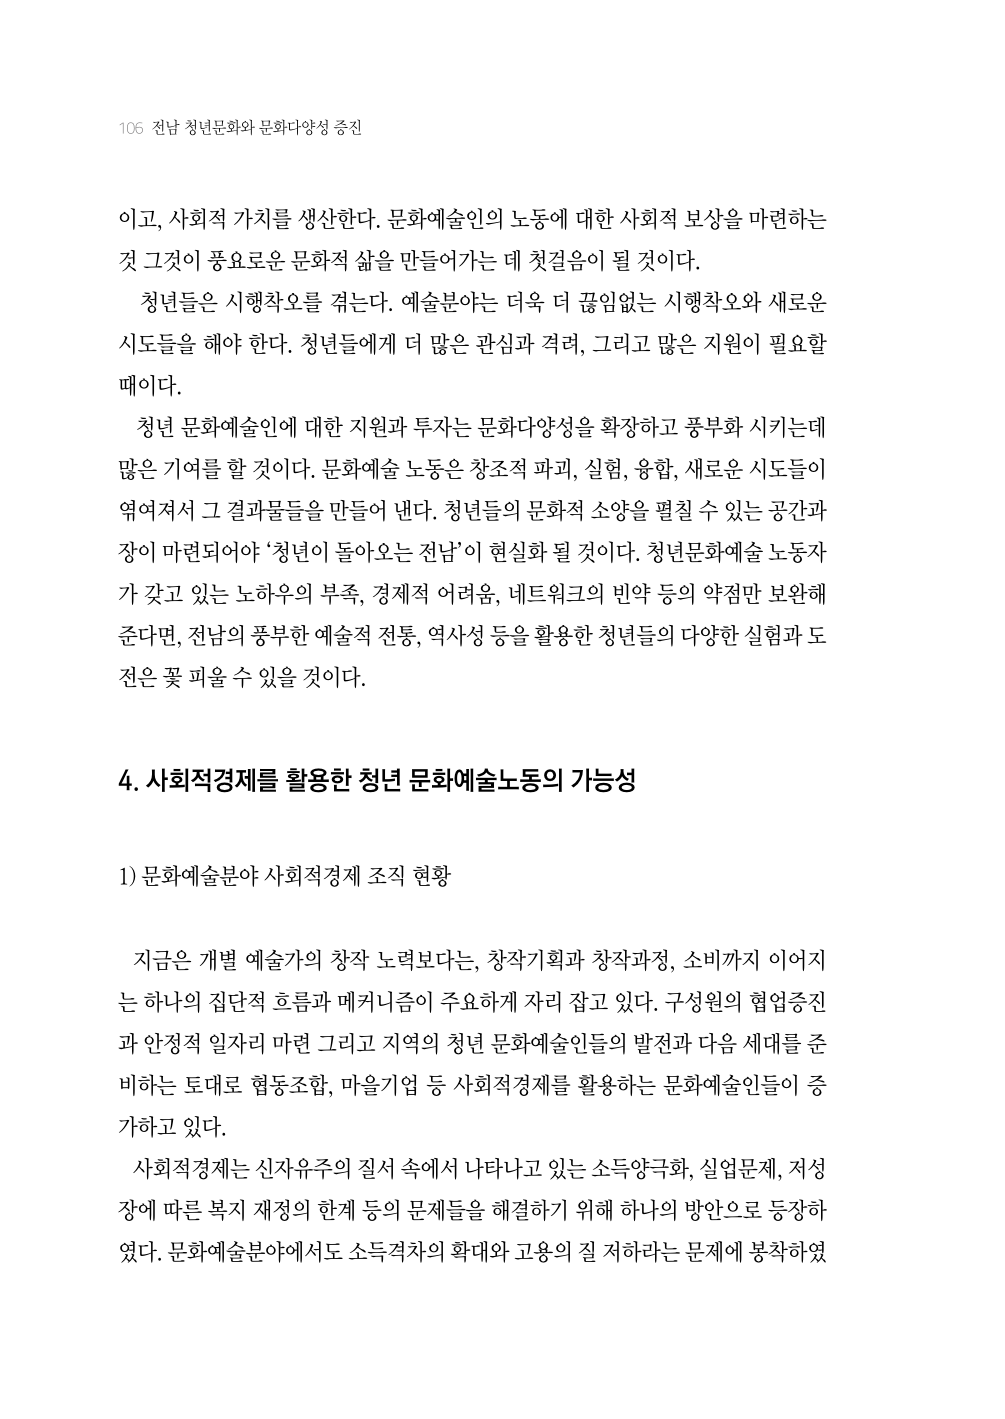 106 전남 청년문화와 문화다양성 증진
이고, 사회적 가치를 생산한다. 문화예술인의 노동에 대한 사회적 보상을 마련하는
것 그것이 풍요로운 문화적 삶을 만들어가는 데 첫걸음이 될 것이다.
청년들은 시행착오를 겪는다. 예술분야는 더욱 더 끊임없는 시행착오와 새로운
시도들을 해야 한다. 청년들에게 더 많은 관심과 격려, 그리고 많은 지원이 필요할
때이다.
청년 문화예술인에 대한 지원과 투자는 문화다양성을 확장하고 풍부화 시키는데
많은 기여를 할 것이다. 문화예술 노동은 창조적 파괴, 실험, 융합, 새로운 시도들이
엮여져서 그 결과물들을 만들어 낸다. 청년들의 문화적 소양을 펼칠 수 있는 공간과
장이 마련되어야 ‘청년이 돌아오는 전남’이 현실화 될 것이다. 청년문화예술 노동자
가 갖고 있는 노하우의 부족, 경제적 어려움, 네트워크의 빈약 등의 약점만 보완해
준다면, 전남의 풍부한 예술적 전통, 역사성 등을 활용한 청년들의 다양한 실험과 도
전은 꽃 피울 수 있을 것이다.
4. 사회적경제를 활용한 청년 문화예술노동의 가능성
1) 문화예술분야 사회적경제 조직 현황
지금은 개별 예술가의 창작 노력보다는, 창작기획과 창작과정, 소비까지 이어지
는 하나의 집단적 흐름과 메커니즘이 주요하게 자리 잡고 있다. 구성원의 협업증진
과 안정적 일자리 마련 그리고 지역의 청년 문화예술인들의 발전과 다음 세대를 준
비하는 토대로 협동조합, 마을기업 등 사회적경제를 활용하는 문화예술인들이 증
가하고 있다.
사회적경제는 신자유주의 질서 속에서 나타나고 있는 소득양극화, 실업문제, 저성
장에 따른 복지 재정의 한계 등의 문제들을 해결하기 위해 하나의 방안으로 등장하
였다. 문화예술분야에서도 소득격차의 확대와 고용의 질 저하라는 문제에 봉착하였